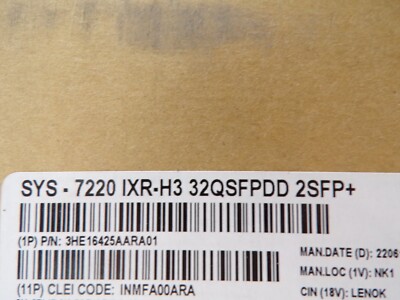 SYS - 7220 IXR-H3 32QSFPDD 2SFP+
(1P) P/N: 3HE16425AARA01
MAN.DATE (D): 22061
MAN.LOC (1V): NK1
(11P) CLEI CODE: INMFA00ARA
CIN (18V): LENOK